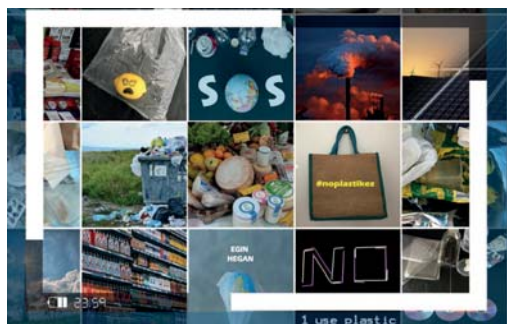 SOS
#noplastikez
EGIN
HEGAN
NO
23:59
1 use plastic